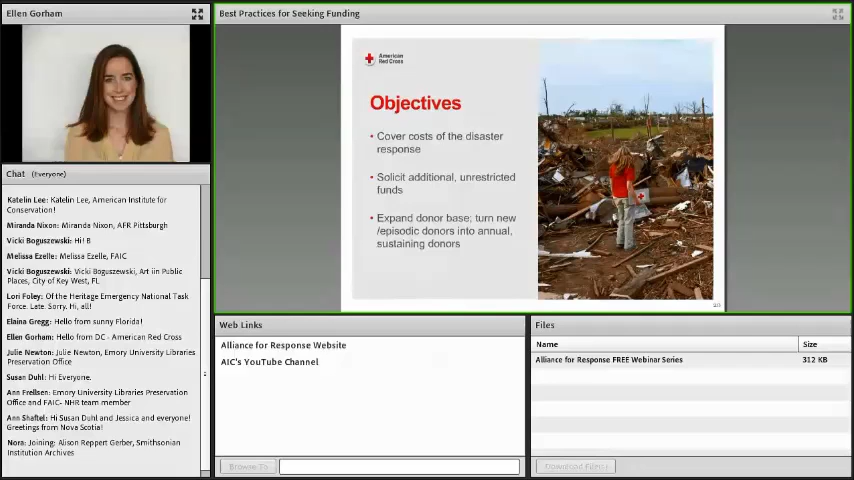 Ellen Gorham
Best Practices for Seeking Funding
American
Red Cross
Objectives
• Cover costs of the disaster
response
• Solicit additional, unrestricted
funds
• Expand donor base; turn new
/episodic donors into annual,
sustaining donors
Chat (Everyone)
Katelin Lee: Katelin Lee, American Institute for
Conservation!
Miranda Nixon: Miranda Nixon, AFR Pittsburgh
Vicki Boguszewski: Hi! B
Melissa Ezelle: Melissa Ezelle, FAIC
Vicki Boguszewski: Vicki Boguszewski, Art iin Public
Places, City of Key West, FL
Lori Foley: Of the Heritage Emergency National Task
Force. Late. Sorry. Hi, all!
Elaina Gregg: Hello from sunny Florida!
Ellen Gorham: Hello from DC - American Red Cross
Julie Newton: Julie Newton, Emory University Libraries
Preservation Office
Susan Duhl: Hi Everyone.
Ann Frellsen: Emory University Libraries Preservation
Office and FAIC- NHR team member
Ann Shaftel: Hi Susan Duhl and Jessica and everyone!
Greetings from Nova Scotia!
Nora: Joining: Alison Reppert Gerber, Smithsonian
Institution Archives
Web Links
Alliance for Response Website
AIC's YouTube Channel
Browse To
Files
Name Size
Alliance for Response FREE Webinar Series 312 KB
Download File(s)